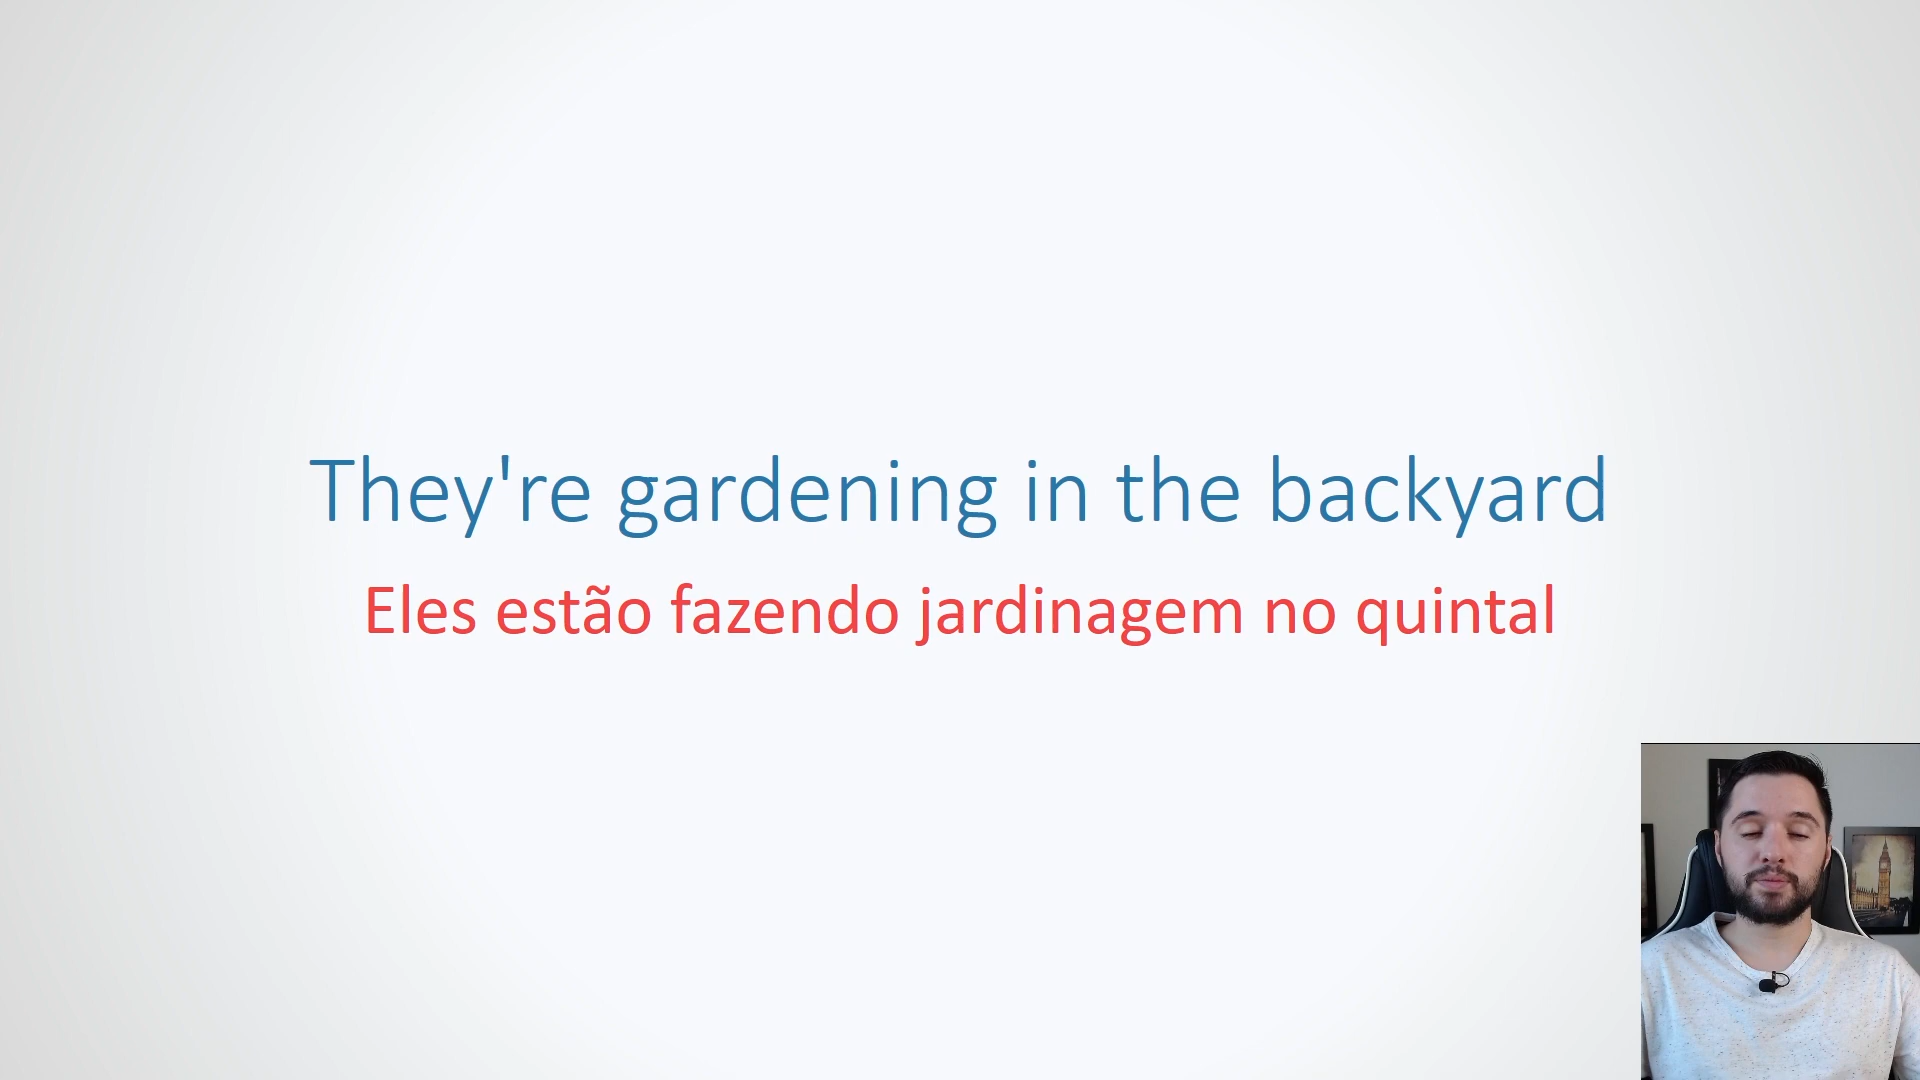 They're gardening in the backyard
Eles estão fazendo jardinagem no quintal